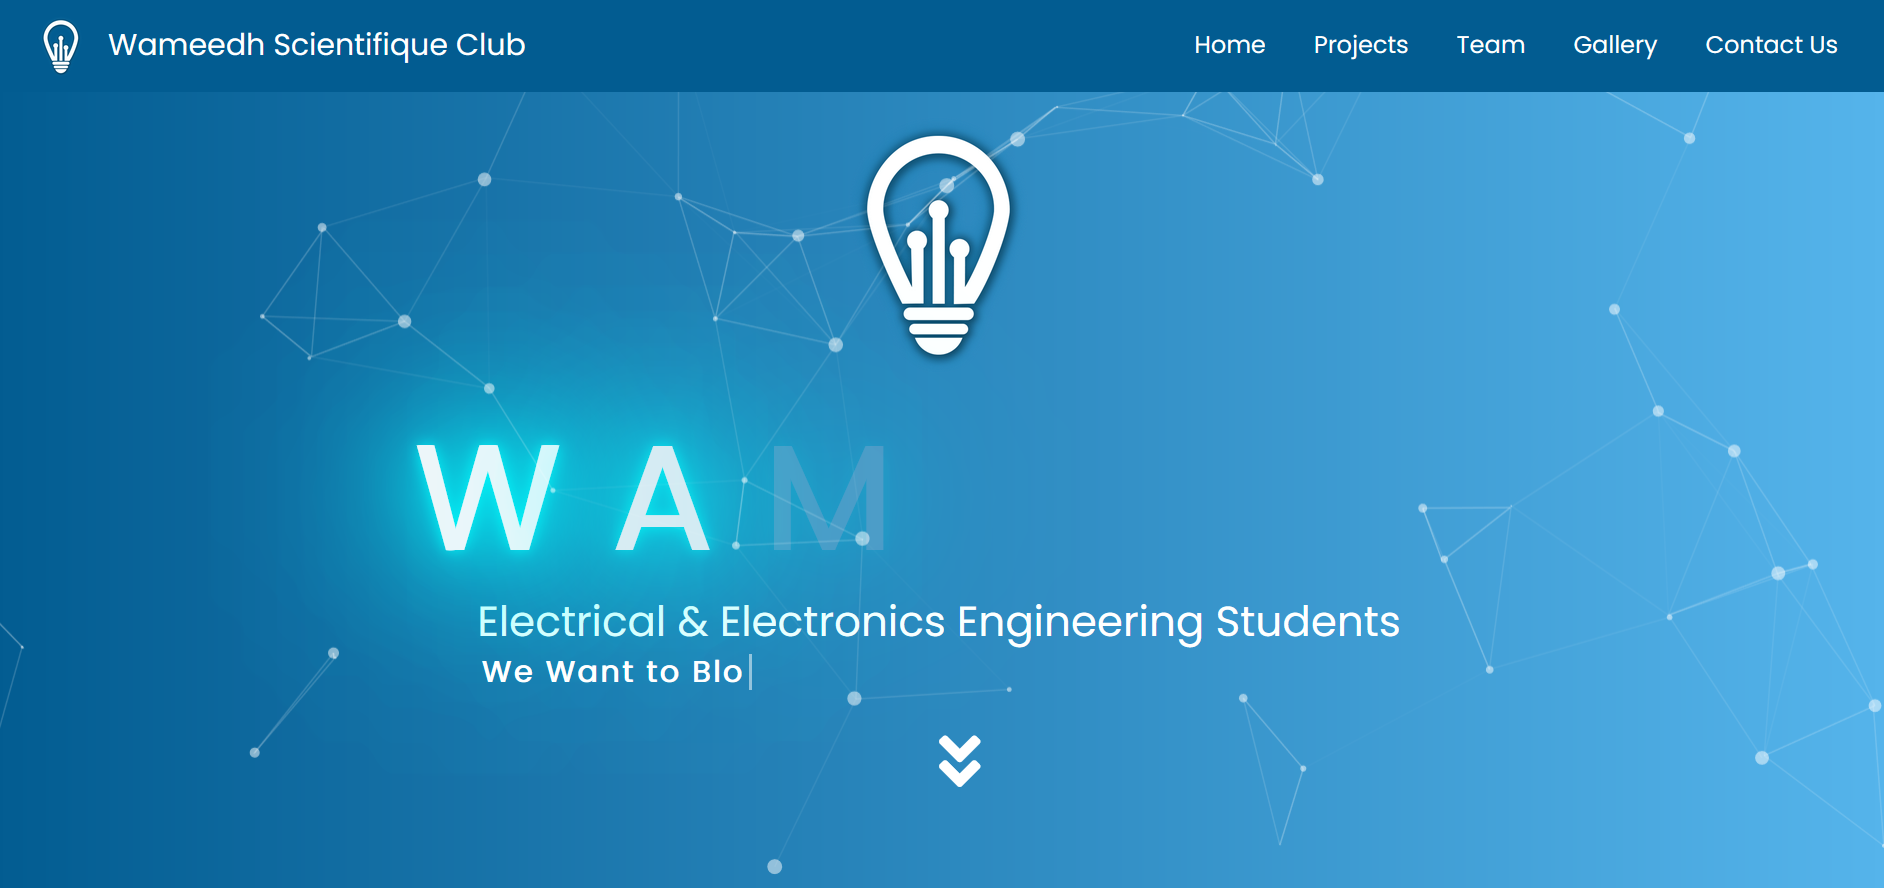 Wameedh Scientifique Club
Home Projects Team Gallery Contact Us
W A M
Electrical & Electronics Engineering Students
We Want to Blo